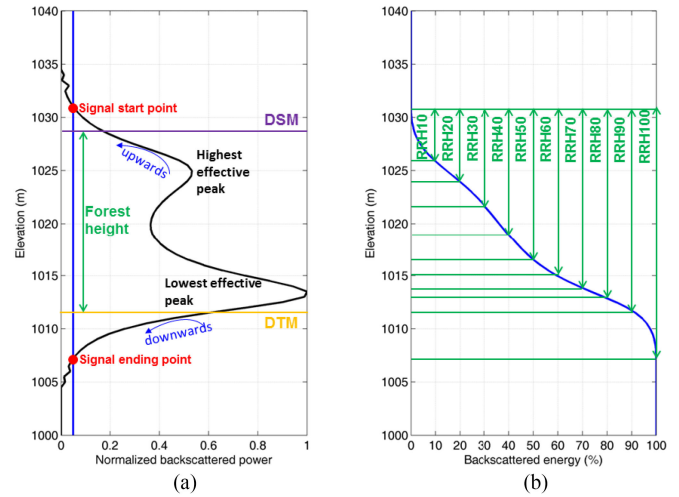 1040
1035
1030
1025
1020
1015
1010
1005
1000
Elevation (m)
Signal start point
DSM
upwards
Highest
effective
peak
Forest
height
Lowest effective
peak
DTM
downwards
Signal ending point
0 0.2 0.4 0.6 0.8 1
Normalized backscattered power
(a)
1040
1035
1030
1025
1020
1015
1010
1005
1000
Elevation (m)
RRH10
RRH20
RRH30
RRH40
RRH50
RRH60
RRH70
RRH80
RRH90
RRH100
0 10 20 30 40 50 60 70 80 90 100
Backscattered energy (%)
(b)